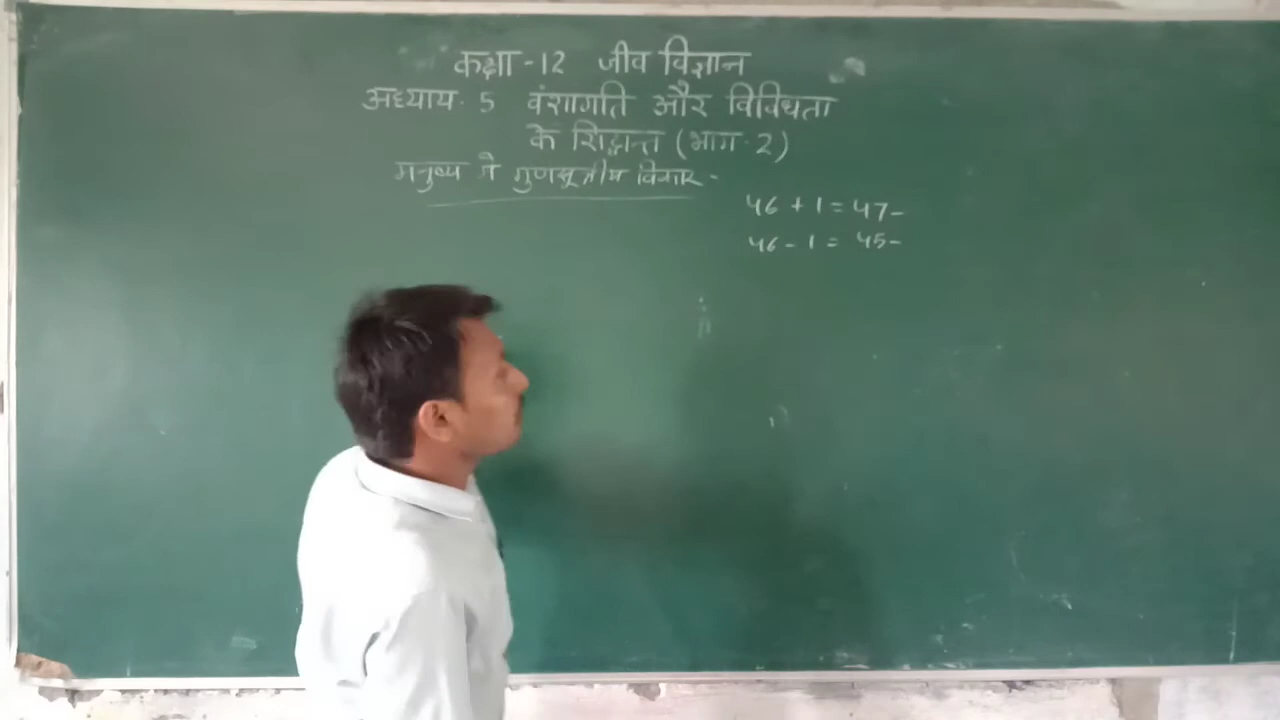 कक्षा-12 जीव विज्ञान
अध्याय. 5 वंशागति और विविधता
के सिद्धान्त (भाग-2)
मनुष्य मे गुणसूत्रीय विकार -
46 + 1 = 47-
46 - 1 = 45-